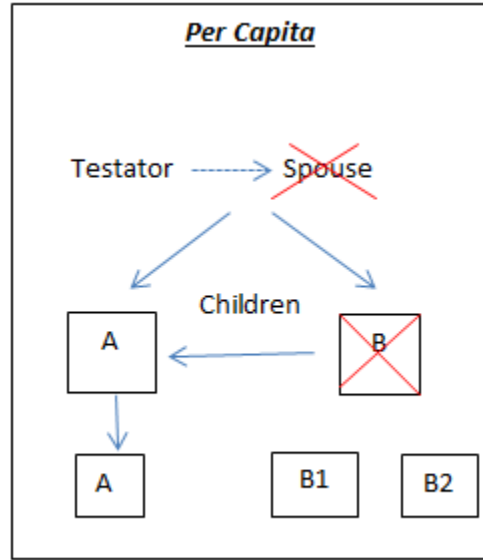 Per Capita
Testator Spouse
Children
A B
A B1 B2